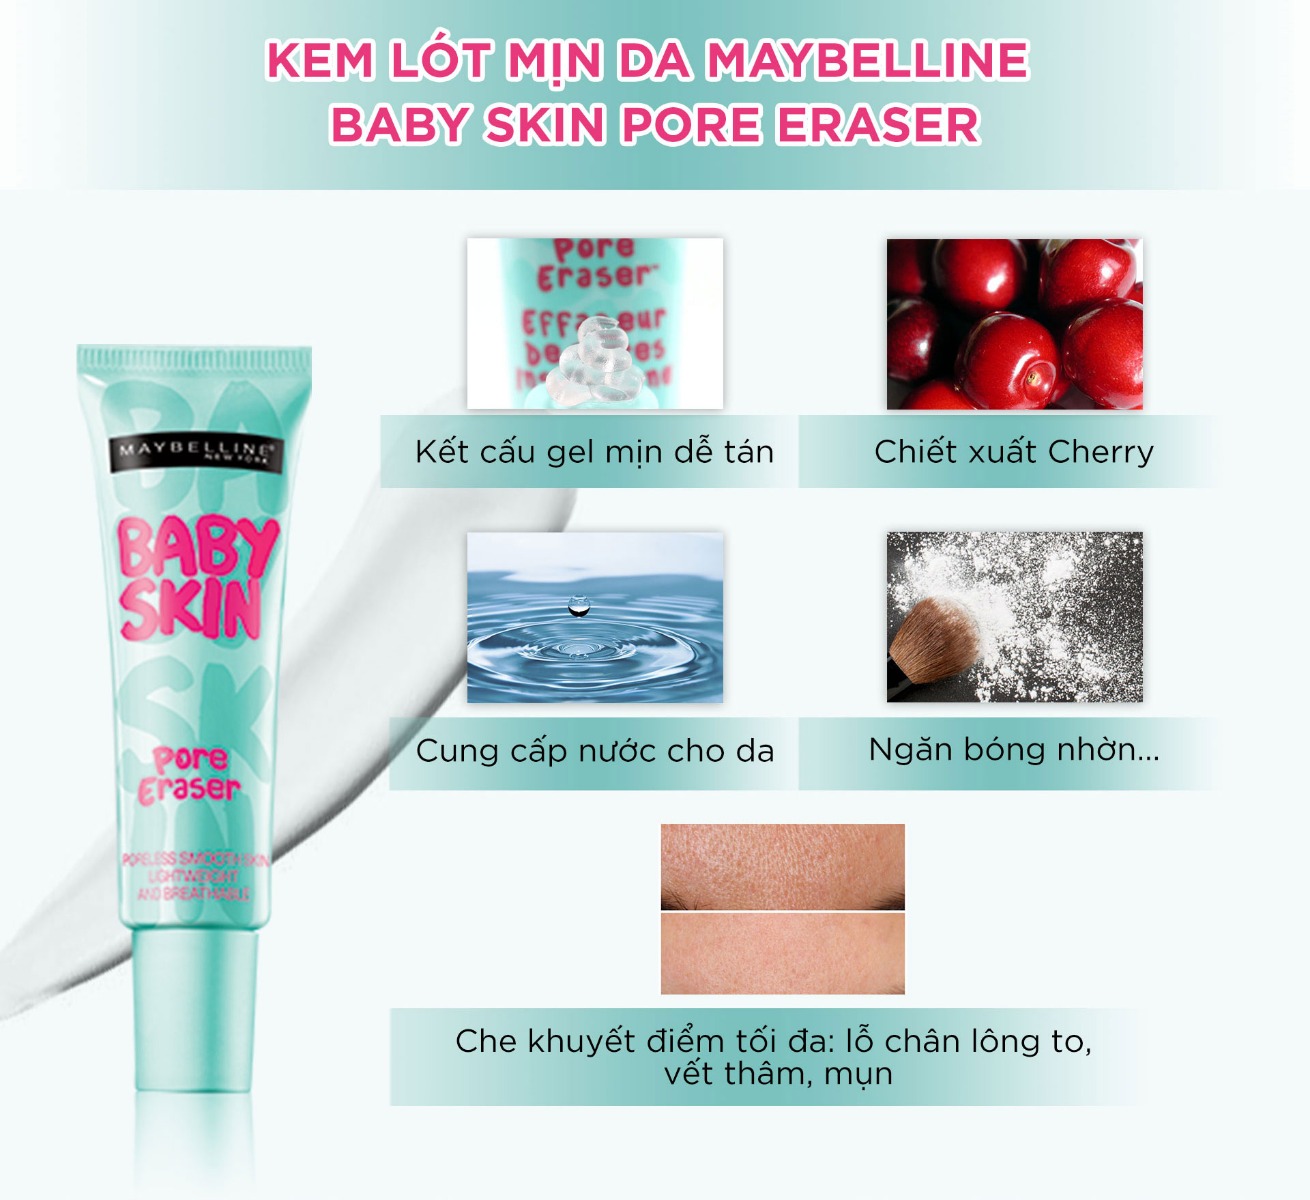 KEM LÓT MỊN DA MAYBELLINE
BABY SKIN PORE ERASER
MAYBELLINE
NEW YORK
BABY
SKIN
Pore
Eraser
PORELESS SMOOTH SKIN
LIGHTWEIGHT
AND BREATHABLE
Pore
Eraser
Kết cấu gel mịn dễ tán
Chiết xuất Cherry
Cung cấp nước cho da
Ngăn bóng nhờn...
Che khuyết điểm tối đa: lỗ chân lông to,
vết thâm, mụn